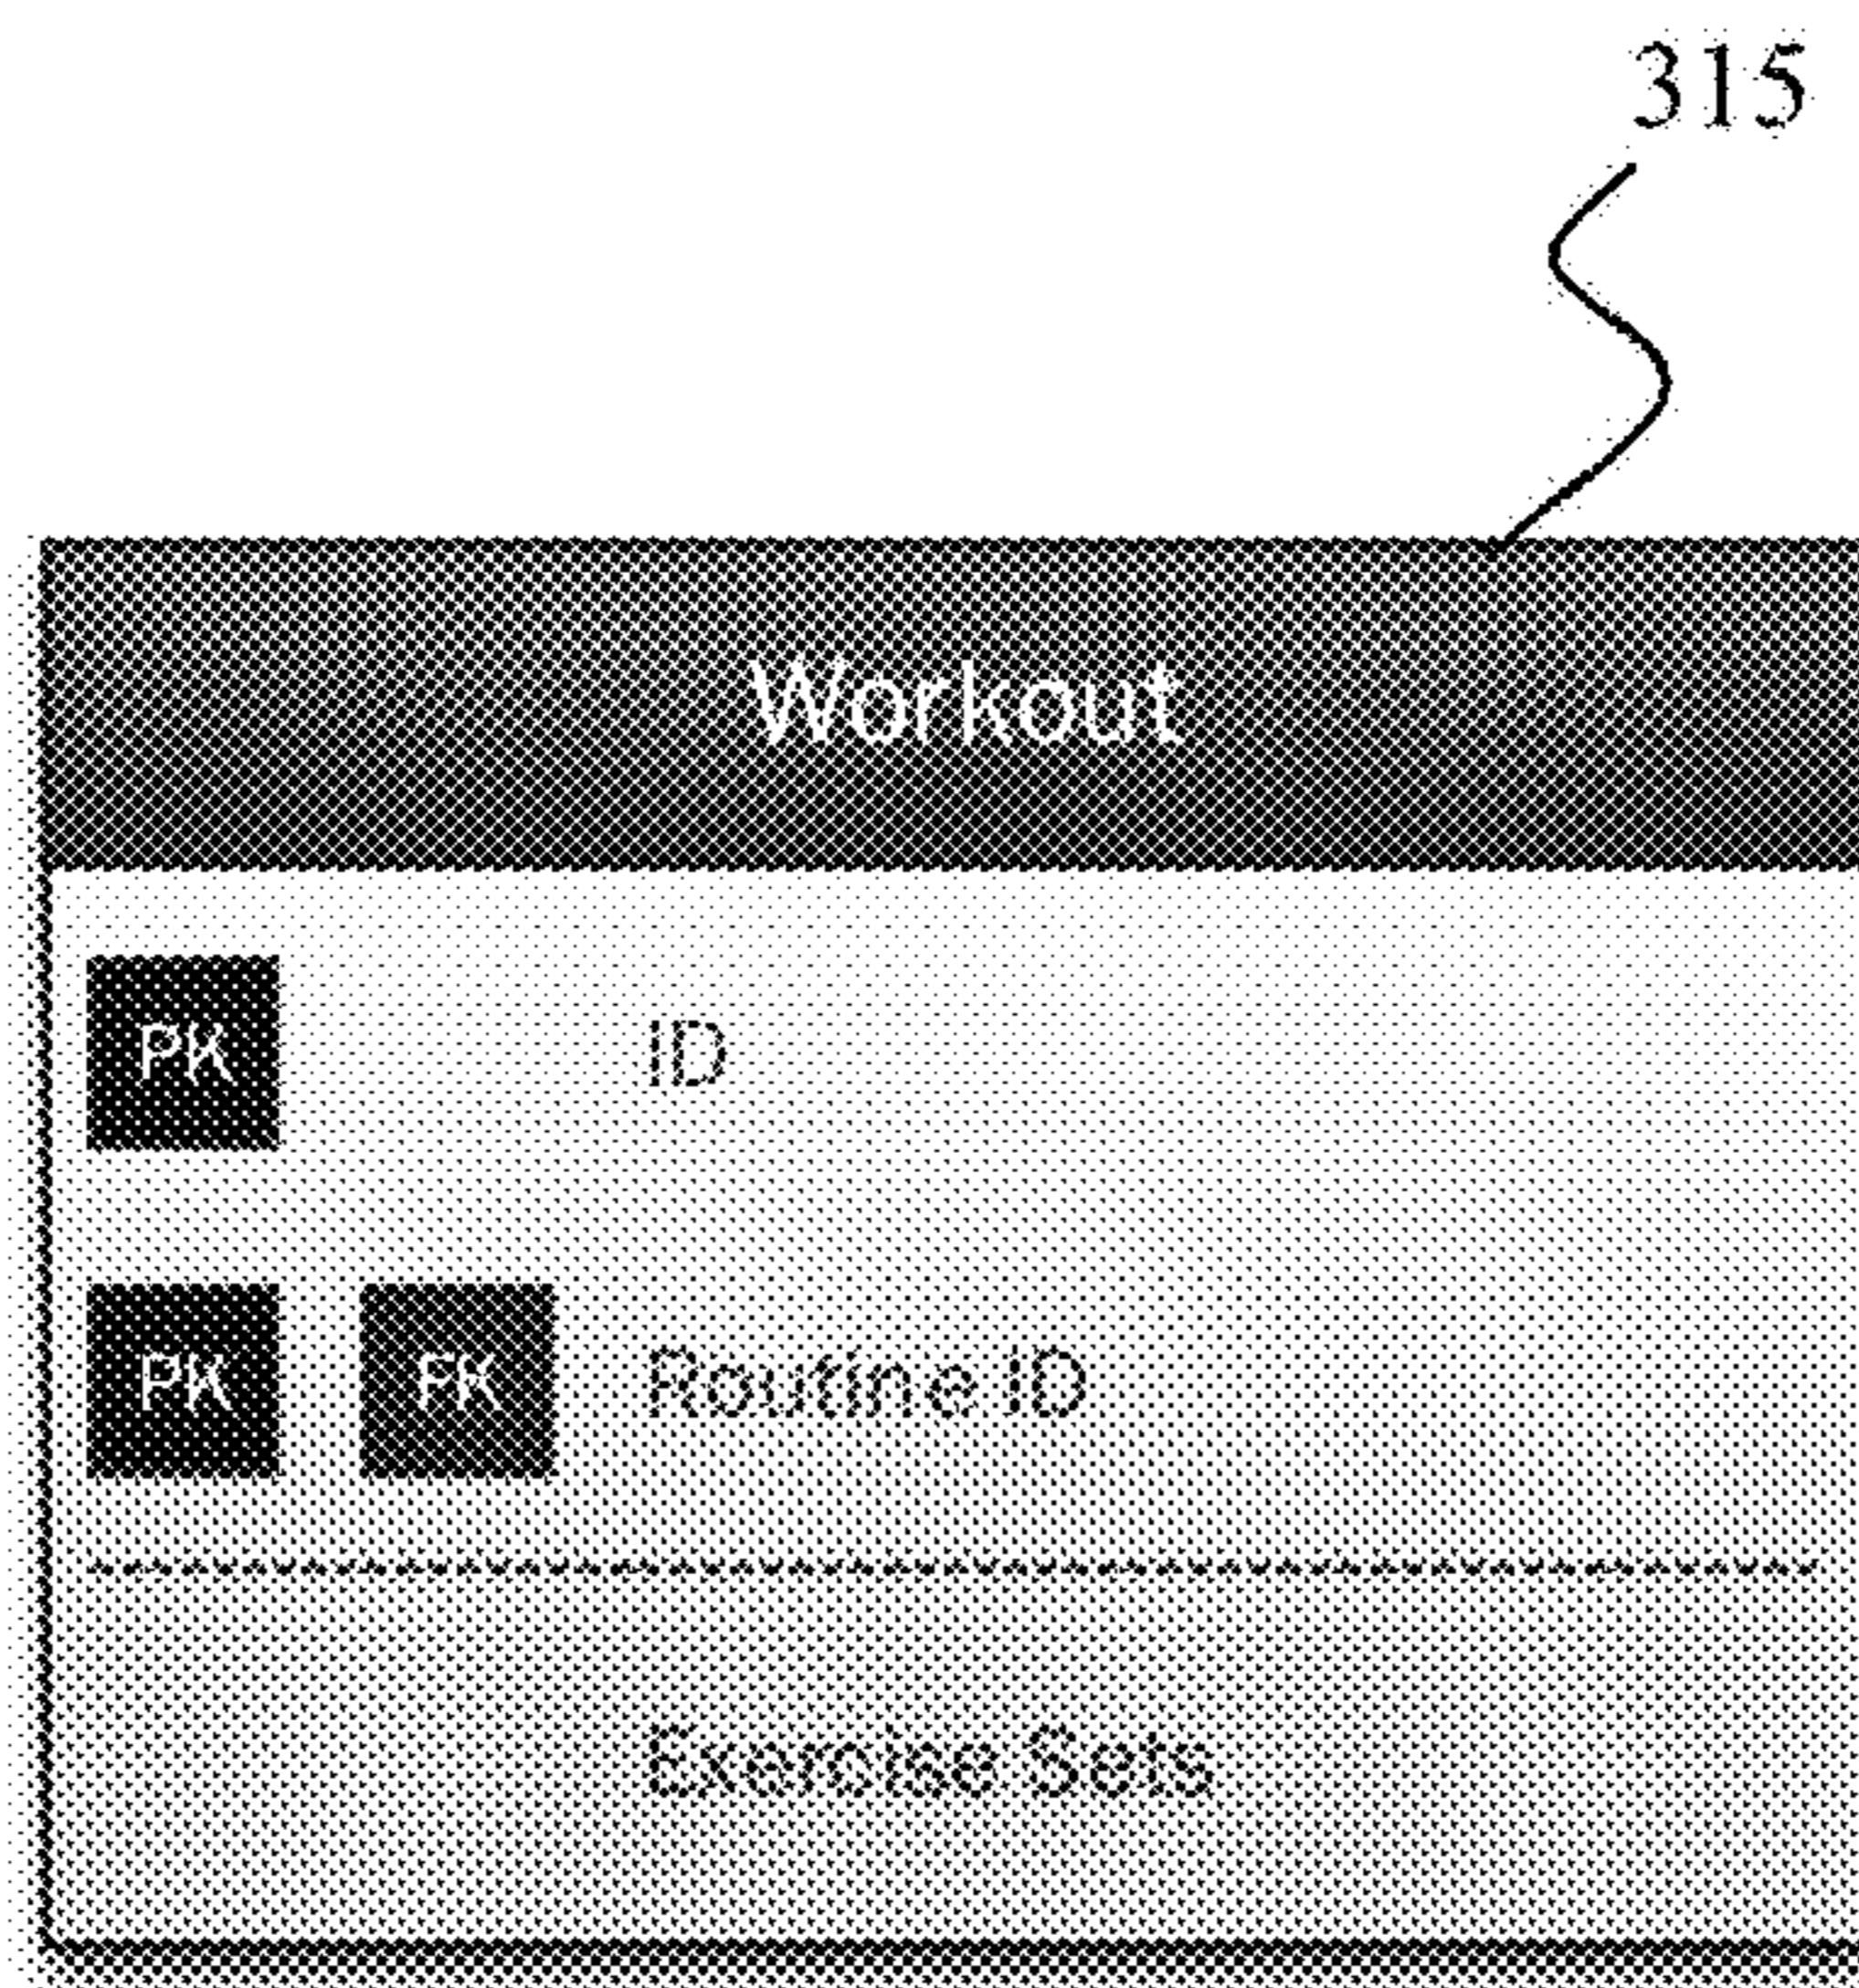 315
Workout
PK ID
PK FK Routine ID
Exercise Sets